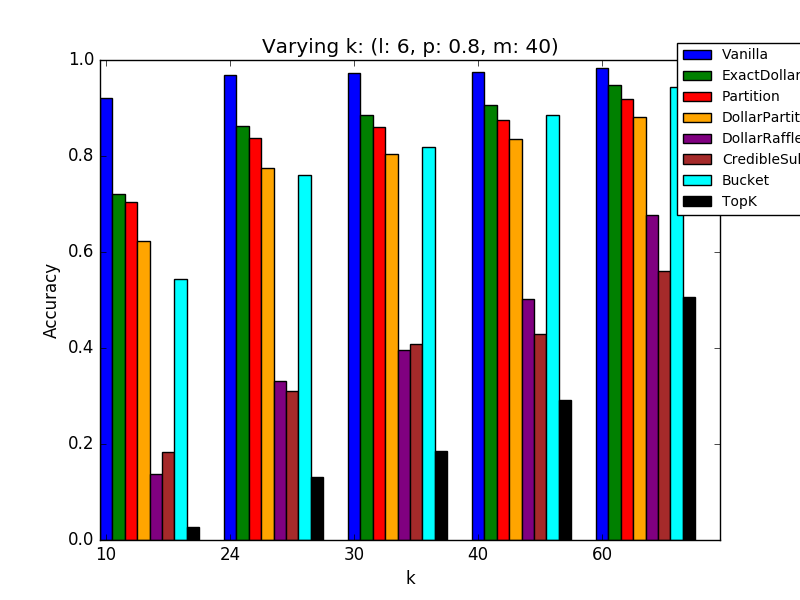 Varying k: (l: 6, p: 0.8, m: 40)
Vanilla
ExactDollar
Partition
DollarPartit
DollarRaffle
CredibleSu
Bucket
TopK
1.0
0.8
0.6
0.4
0.2
0.0
Accuracy
10 24 30 40 60
k